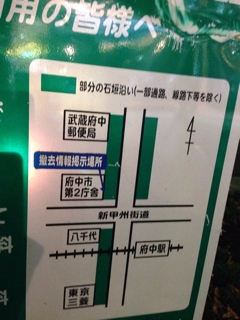 用の皆様へ
部分の石垣沿い(一部通路、線路下等を除く)
武蔵府中
郵便局
撤去情報掲示場所
府中市
第2庁舎
新甲州街道
八千代
府中駅
東京
三菱